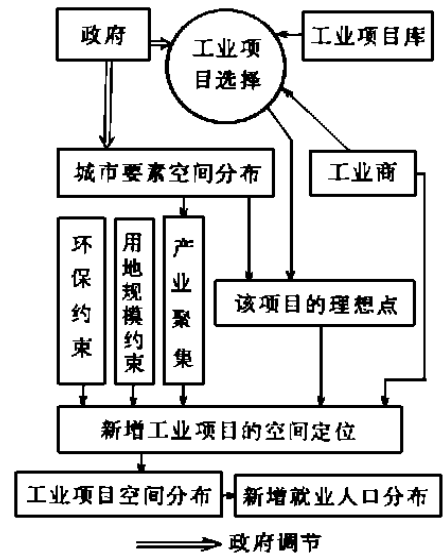 政府
工业项
目选择
工业项目库
城市要素空间分布
工业商
环保约束
用地规模约束
产业聚集
该项目的理想点
新增工业项目的空间定位
工业项目空间分布
新增就业人口分布
政府调节